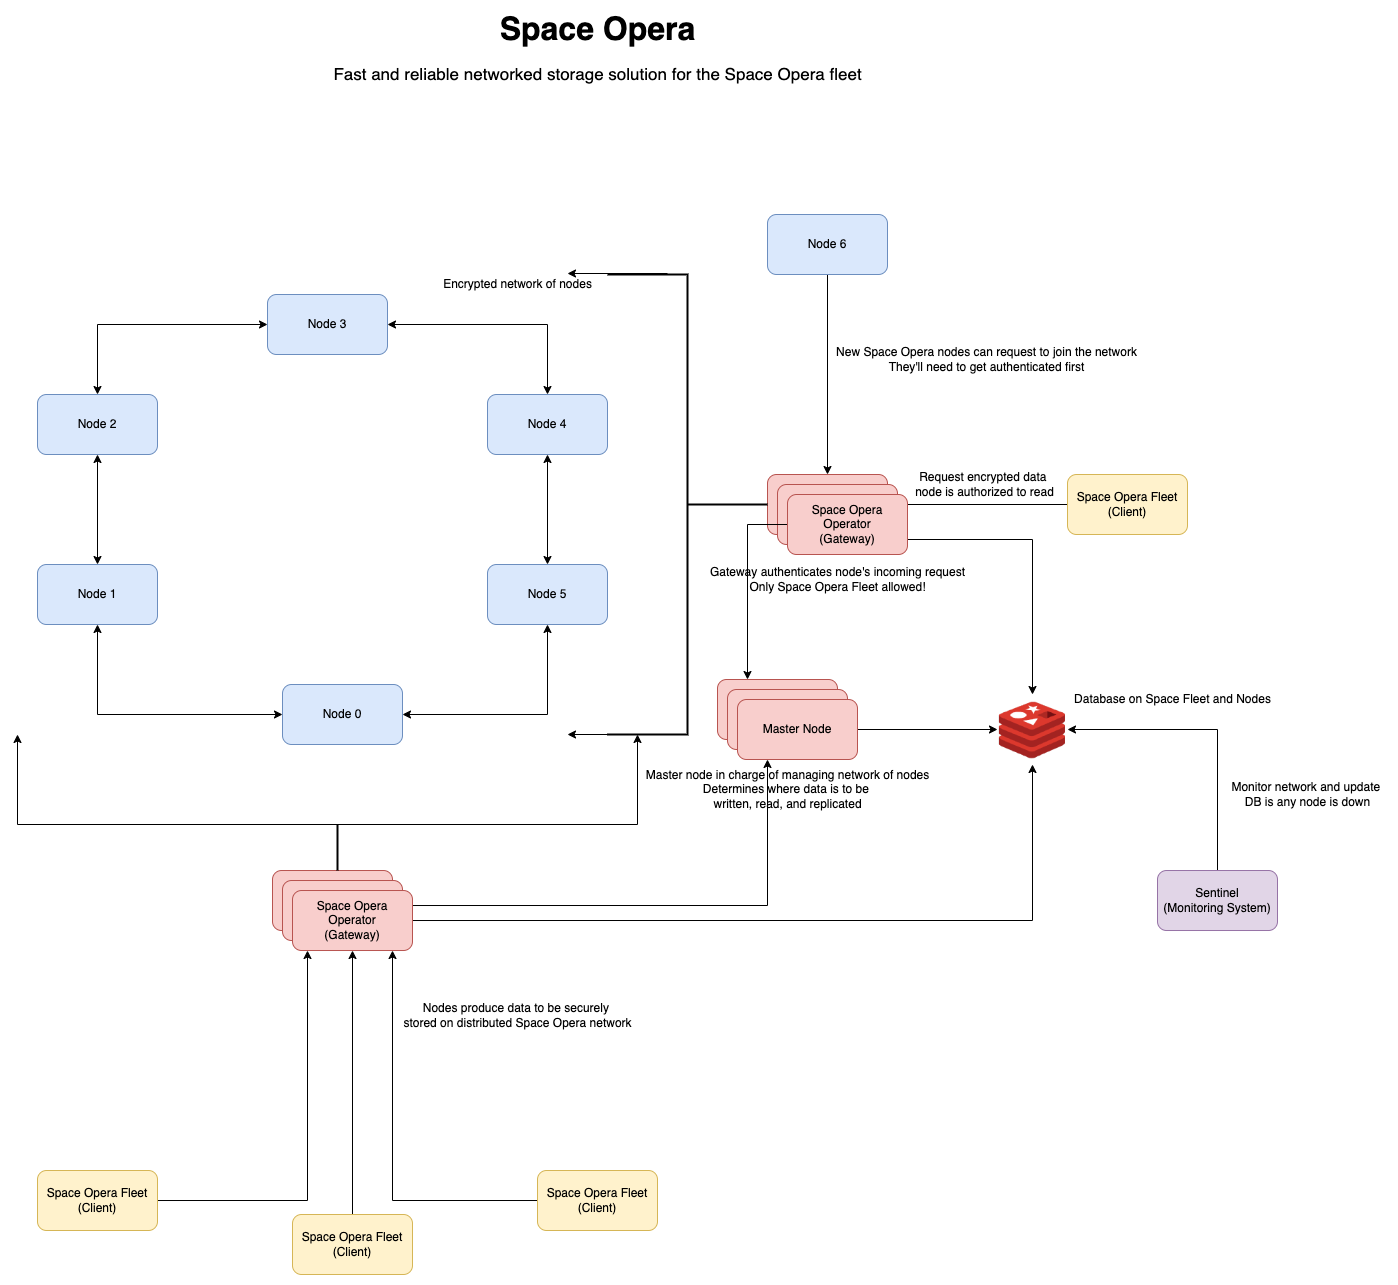 Space Opera
Fast and reliable networked storage solution for the Space Opera fleet
Node 6
Encrypted network of nodes
Node 3
New Space Opera nodes can request to join the network
They'll need to get authenticated first
Node 2
Node 4
Request encrypted data
node is authorized to read
Space Opera Fleet
(Client)
Space Opera
Operator
(Gateway)
Gateway authenticates node's incoming request
Only Space Opera Fleet allowed!
Node 1
Node 5
Node 0
Master Node
Database on Space Fleet and Nodes
Master node in charge of managing network of nodes
Determines where data is to be
written, read, and replicated
Monitor network and update
DB is any node is down
Space Opera
Operator
(Gateway)
Sentinel
(Monitoring System)
Nodes produce data to be securely
stored on distributed Space Opera network
Space Opera Fleet
(Client)
Space Opera Fleet
(Client)
Space Opera Fleet
(Client)